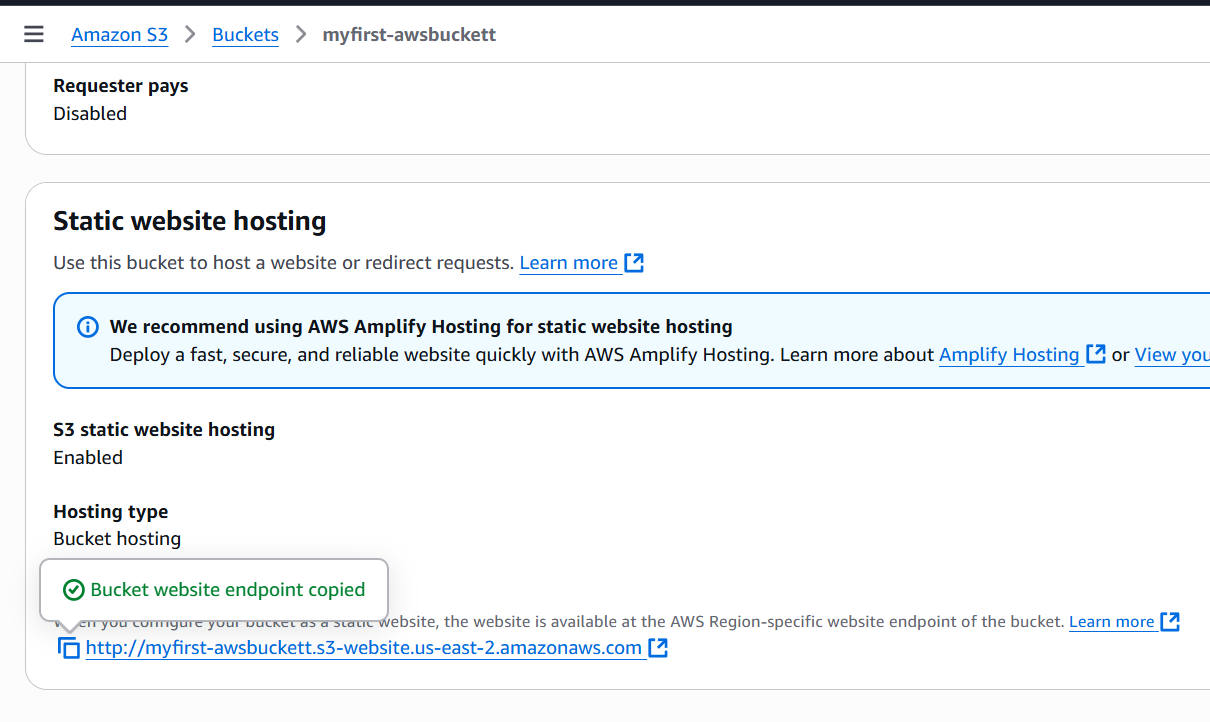 Amazon S3 > Buckets > myfirst-awsbuckett
Requester pays
Disabled
Static website hosting
Use this bucket to host a website or redirect requests. Learn more
We recommend using AWS Amplify Hosting for static website hosting
Deploy a fast, secure, and reliable website quickly with AWS Amplify Hosting. Learn more about Amplify Hosting or View you
S3 static website hosting
Enabled
Hosting type
Bucket hosting
Bucket website endpoint copied
When you configure your bucket as a static website, the website is available at the AWS Region-specific website endpoint of the bucket. Learn more
http://myfirst-awsbuckett.s3-website.us-east-2.amazonaws.com